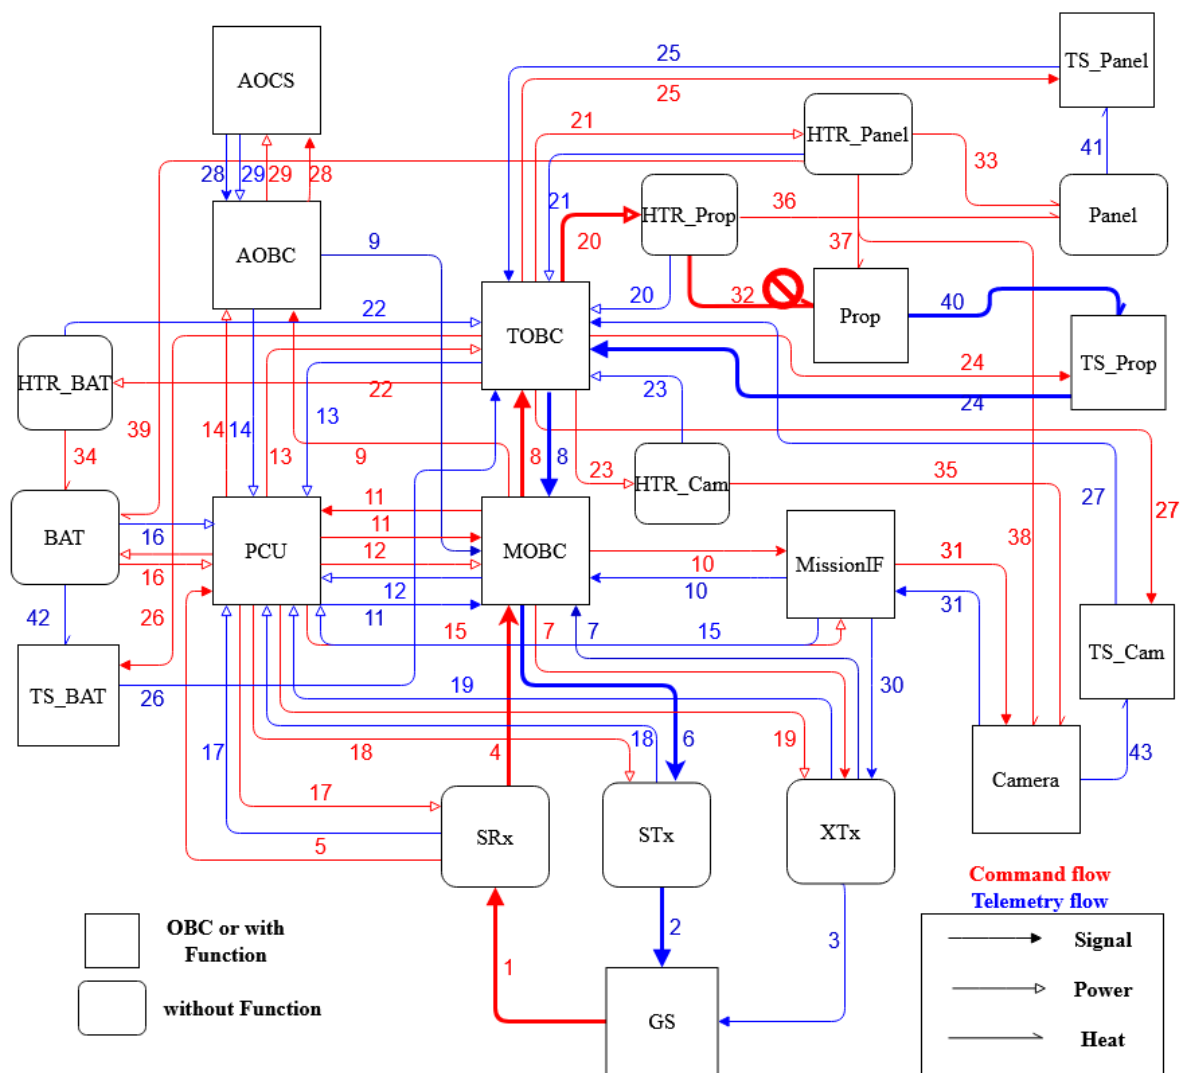 25
TS_Panel
AOCS
25
21
HTR_Panel
41
33
28
29
29
28
21
HTR_Prop
36
Panel
9
20
37
AOBC
22
20
32
40
Prop
TOBC
24
TS_Prop
HTR_BAT
22
23
24
13
39
14
14
13
9
8
8
34
23
HTR_Cam
35
11
27
27
BAT
16
PCU
11
MOBC
38
12
31
MissionIF
10
16
12
10
31
42
26
11
15
7
7
15
TS_Cam
TS_BAT
26
19
30
17
18
4
18
6
19
43
Camera
17
SRx
STx
XTx
5
Command flow
Telemetry flow
OBC or with
Function
2
3
Signal
1
Power
without Function
GS
Heat